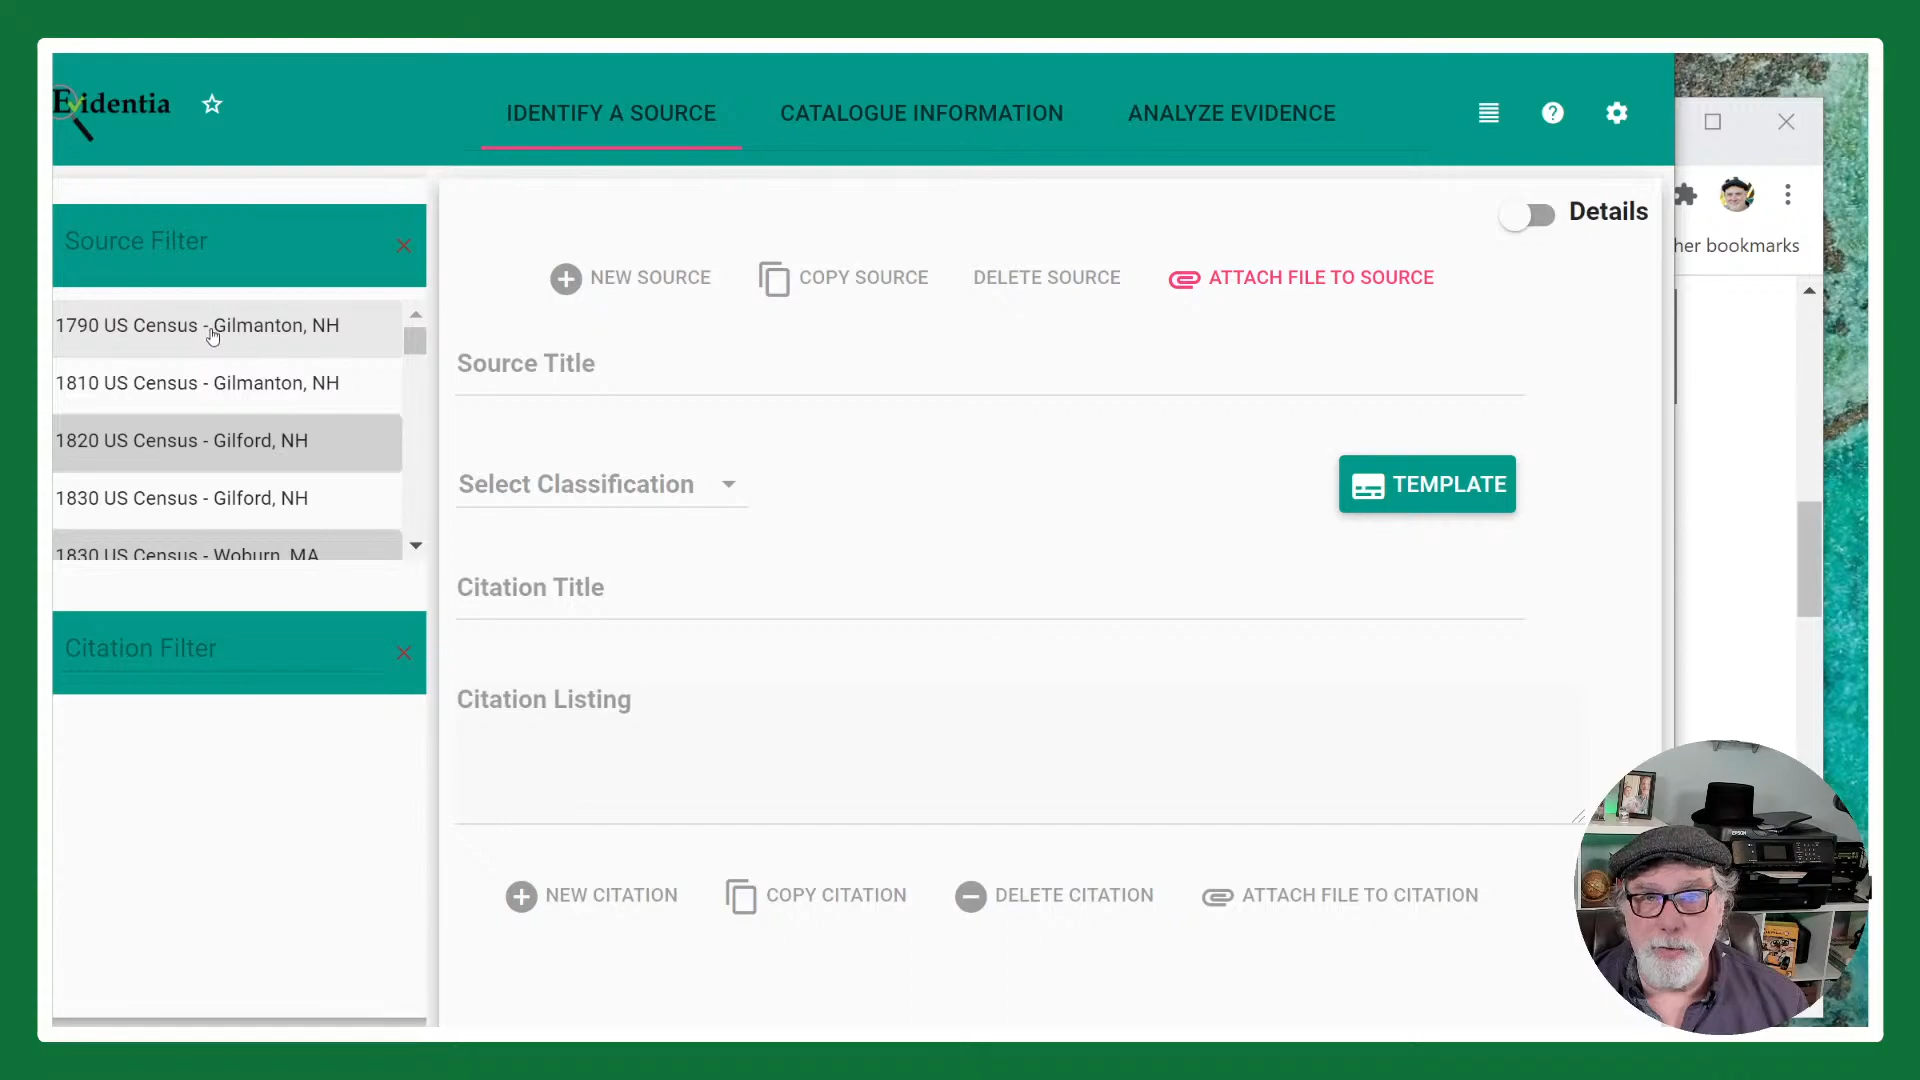 Evidentia
IDENTIFY A SOURCE
CATALOGUE INFORMATION
ANALYZE EVIDENCE
Source Filter
Details
her bookmarks
NEW SOURCE
COPY SOURCE
DELETE SOURCE
ATTACH FILE TO SOURCE
1790 US Census - Gilmanton, NH
1810 US Census - Gilmanton, NH
1820 US Census - Gilford, NH
1830 US Census - Gilford, NH
1830 US Census - Woburn, MA
Source Title
Select Classification
TEMPLATE
Citation Title
Citation Filter
Citation Listing
NEW CITATION
COPY CITATION
DELETE CITATION
ATTACH FILE TO CITATION
EPSON